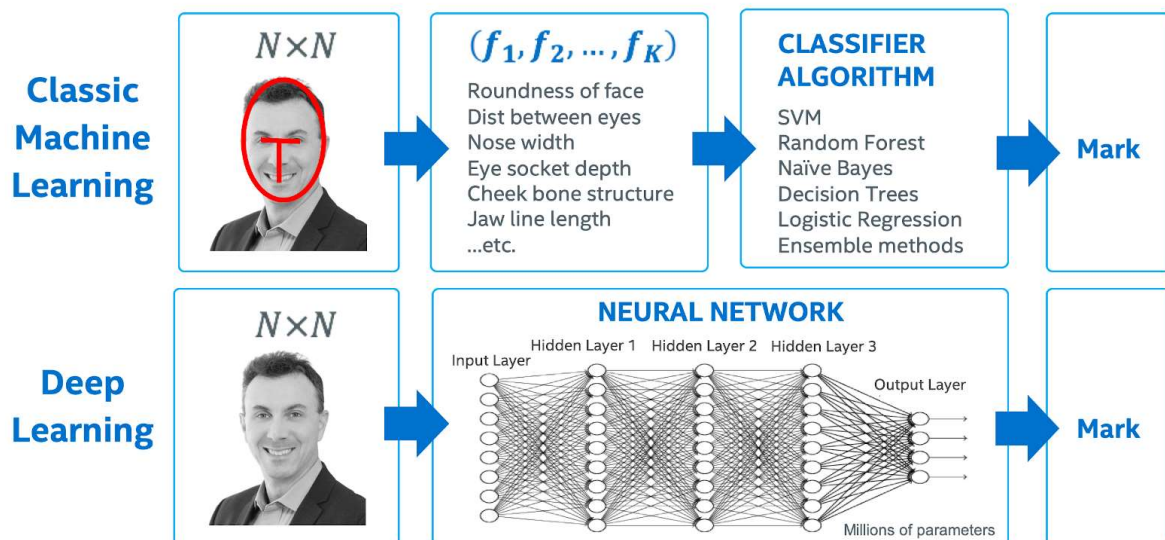 Classic
Machine
Learning
N×N
(f₁, f₂, ..., f_K)
Roundness of face
Dist between eyes
Nose width
Eye socket depth
Cheek bone structure
Jaw line length
...etc.
CLASSIFIER
ALGORITHM
SVM
Random Forest
Naïve Bayes
Decision Trees
Logistic Regression
Ensemble methods
Mark
Deep
Learning
N×N
NEURAL NETWORK
Input Layer
Hidden Layer 1
Hidden Layer 2
Hidden Layer 3
Output Layer
Millions of parameters
Mark